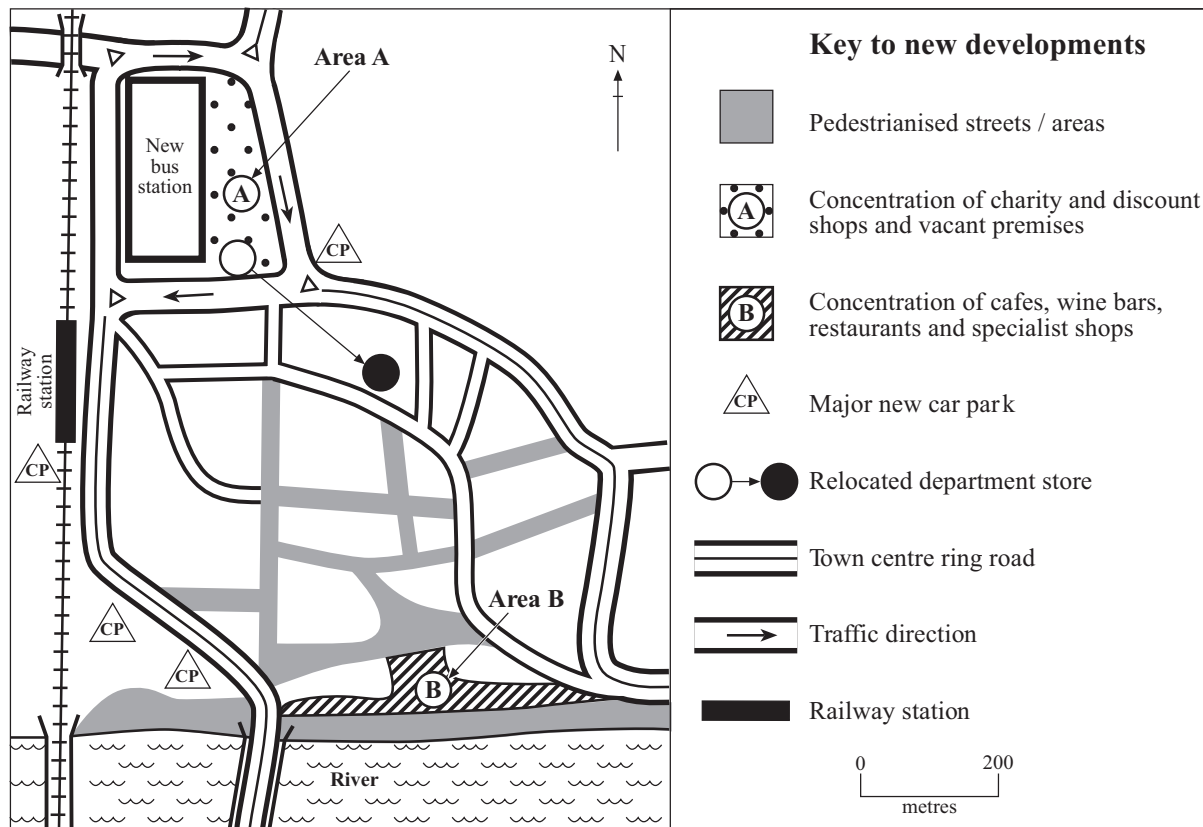 Area A
N
New
bus
station
A
CP
Railway
station
CP
CP
CP
Area B
B
River
Key to new developments
Pedestrianised streets / areas
A
Concentration of charity and discount
shops and vacant premises
B
Concentration of cafes, wine bars,
restaurants and specialist shops
CP
Major new car park
Relocated department store
Town centre ring road
Traffic direction
Railway station
0 200
metres